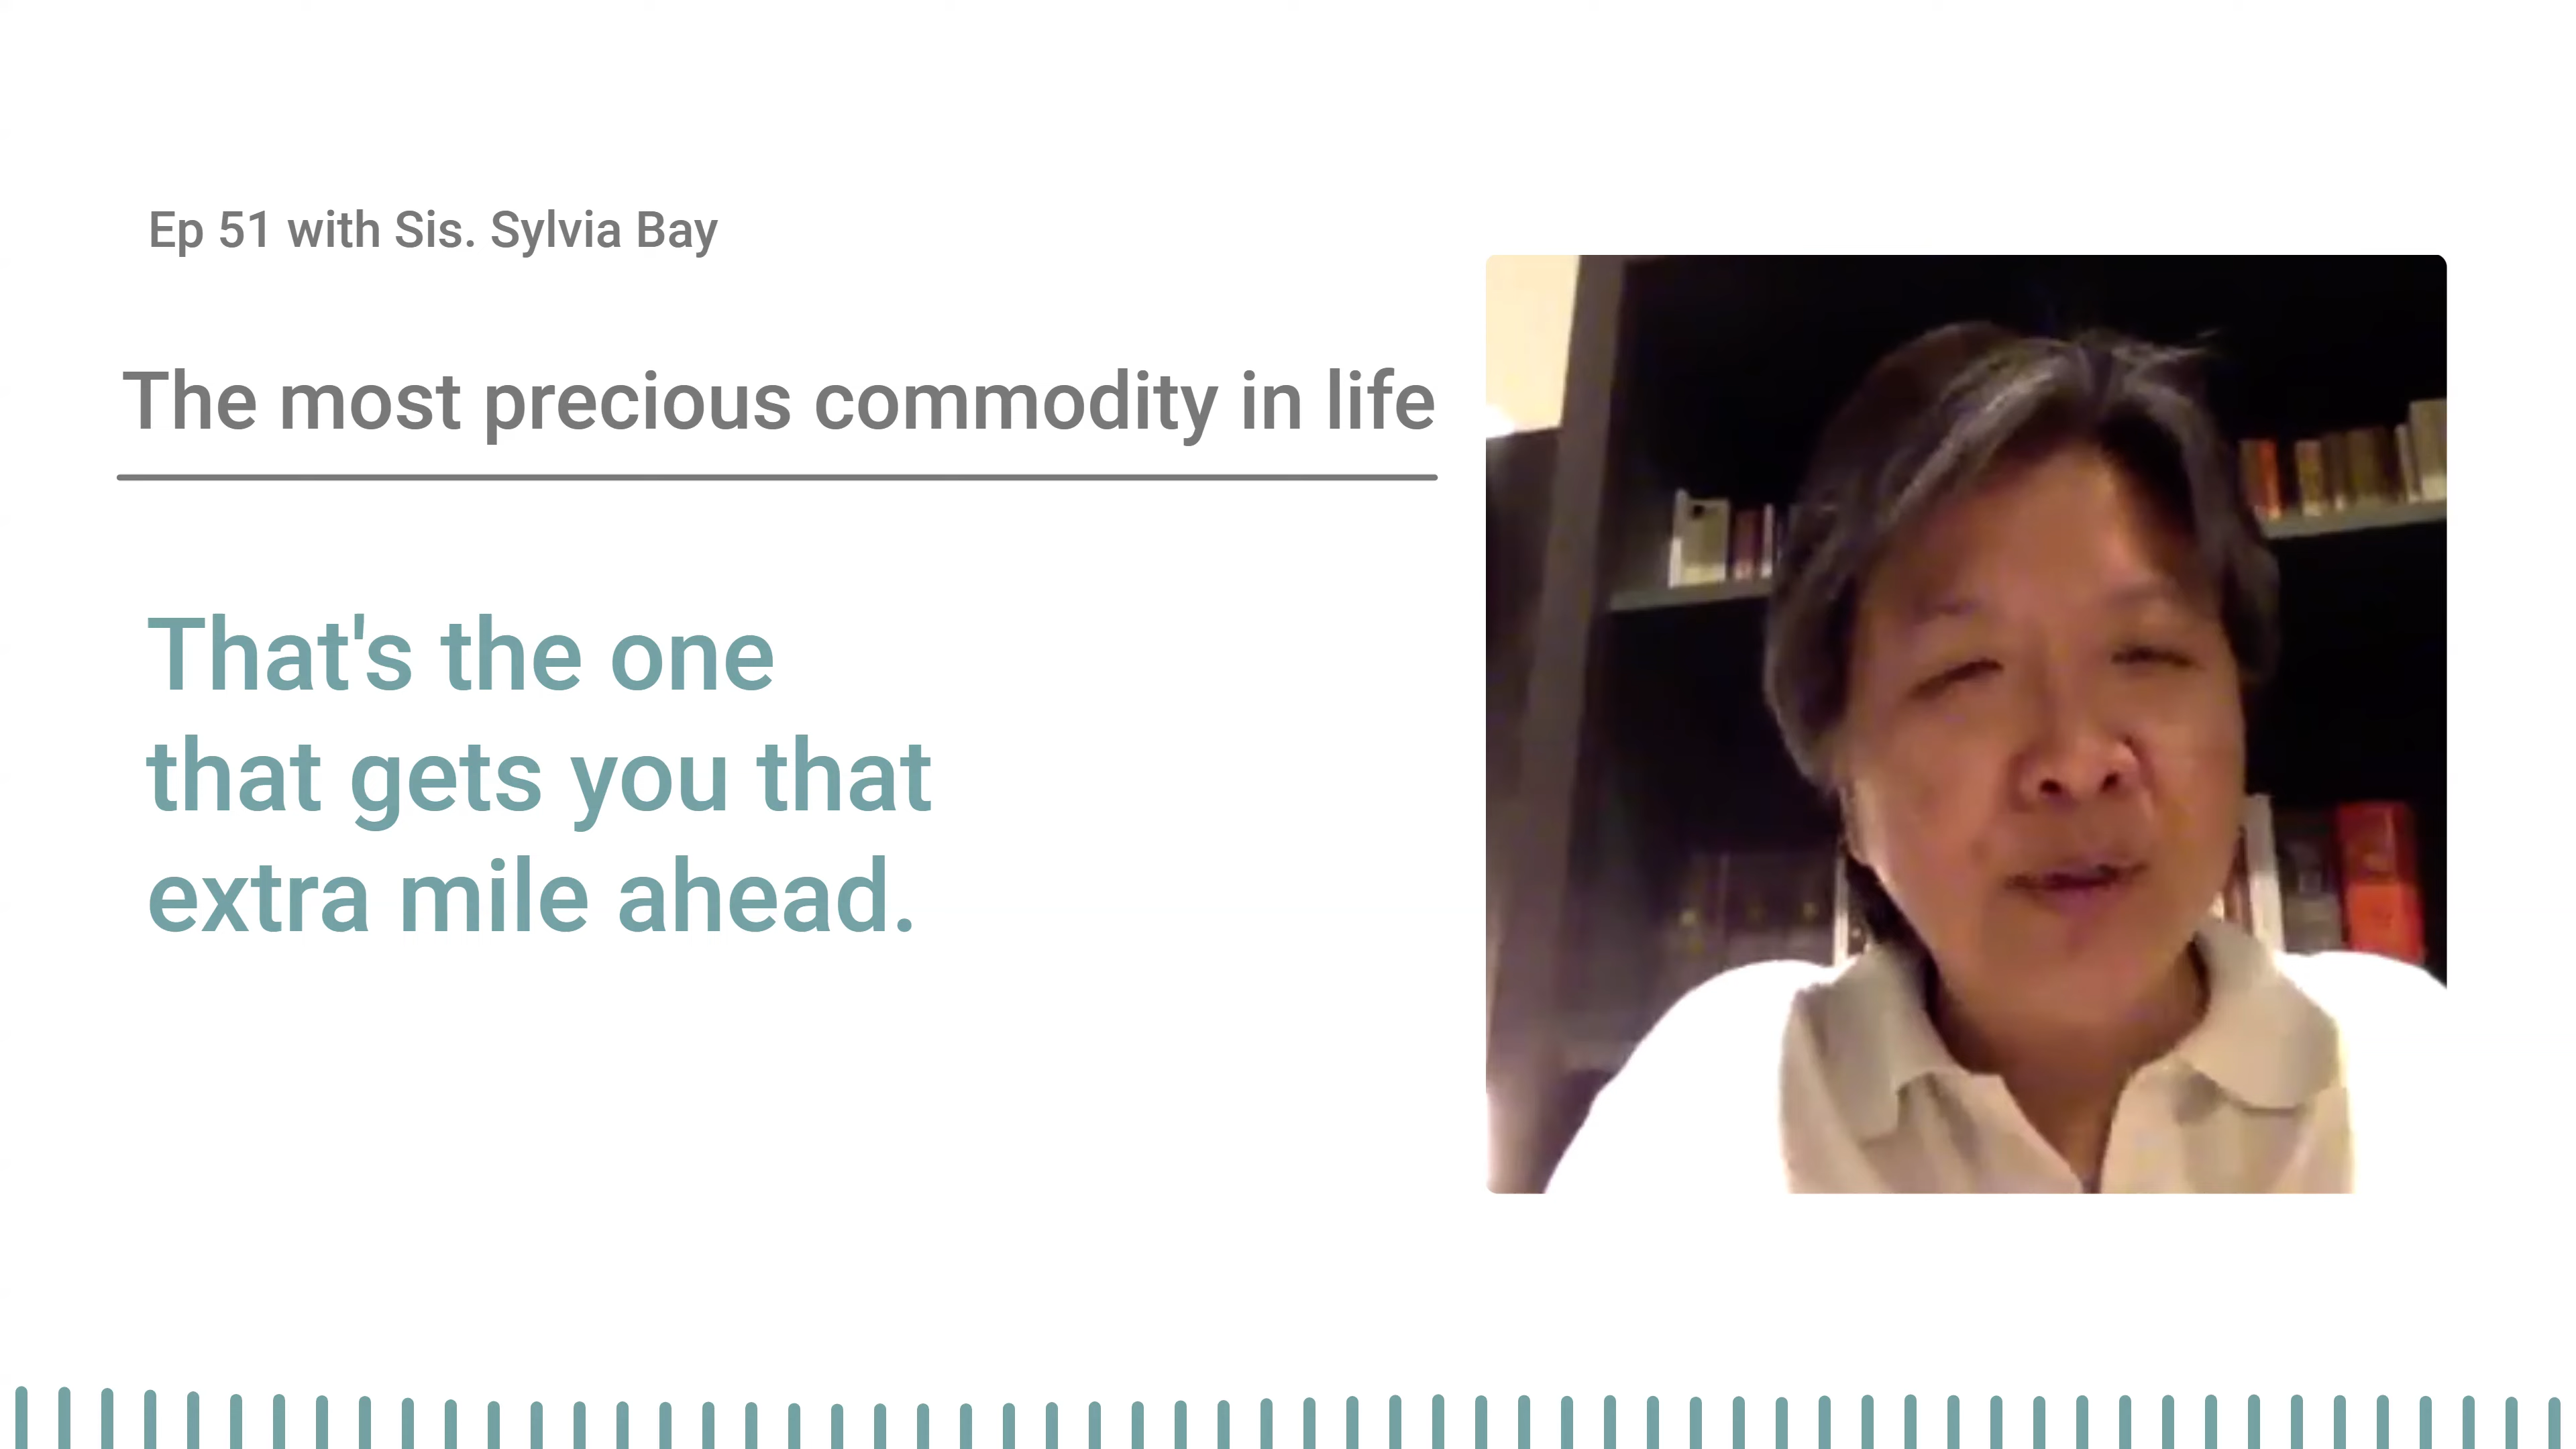 Ep 51 with Sis. Sylvia Bay
The most precious commodity in life
That's the one
that gets you that
extra mile ahead.